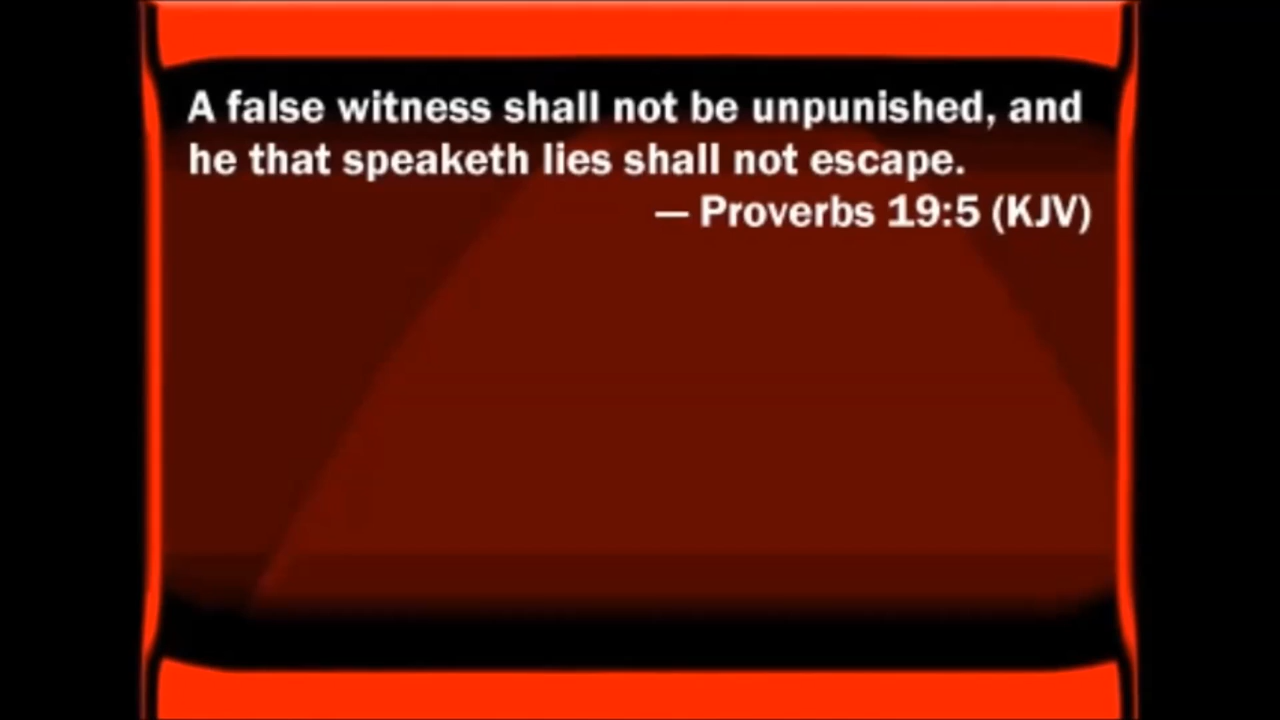 A false witness shall not be unpunished, and
he that speaketh lies shall not escape.
— Proverbs 19:5 (KJV)